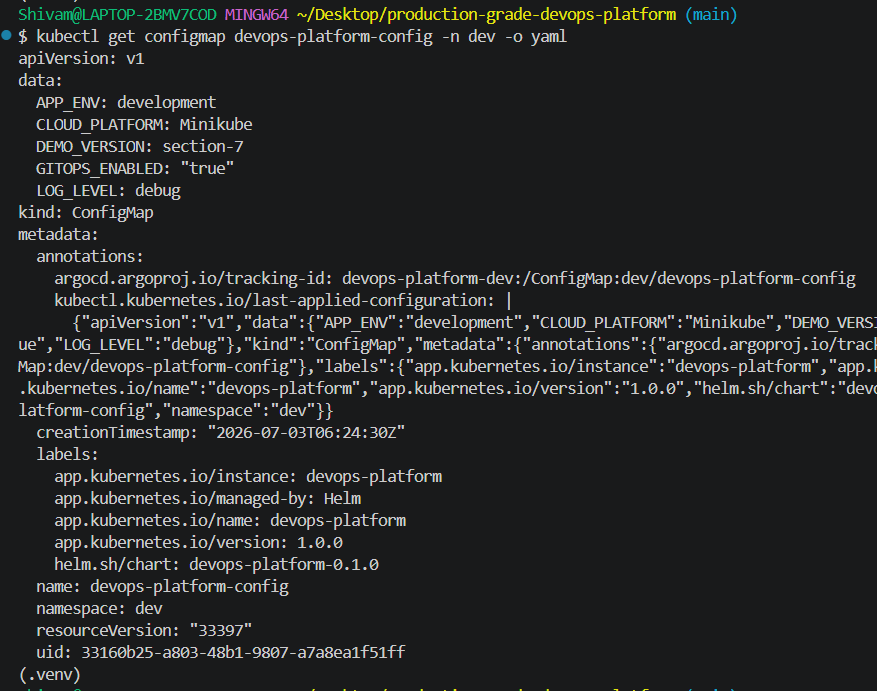 Shivam@LAPTOP-2BMV7COD MINGW64 ~/Desktop/production-grade-devops-platform (main)
$ kubectl get configmap devops-platform-config -n dev -o yaml
apiVersion: v1
data:
  APP_ENV: development
  CLOUD_PLATFORM: Minikube
  DEMO_VERSION: section-7
  GITOPS_ENABLED: "true"
  LOG_LEVEL: debug
kind: ConfigMap
metadata:
  annotations:
    argocd.argoproj.io/tracking-id: devops-platform-dev:/ConfigMap:dev/devops-platform-config
    kubectl.kubernetes.io/last-applied-configuration: |
      {"apiVersion":"v1","data":{"APP_ENV":"development","CLOUD_PLATFORM":"Minikube","DEMO_VERSI
ue","LOG_LEVEL":"debug"},"kind":"ConfigMap","metadata":{"annotations":{"argocd.argoproj.io/track
Map:dev/devops-platform-config"},"labels":{"app.kubernetes.io/instance":"devops-platform","app.k
.kubernetes.io/name":"devops-platform","app.kubernetes.io/version":"1.0.0","helm.sh/chart":"devo
latform-config","namespace":"dev"}}
  creationTimestamp: "2026-07-03T06:24:30Z"
  labels:
    app.kubernetes.io/instance: devops-platform
    app.kubernetes.io/managed-by: Helm
    app.kubernetes.io/name: devops-platform
    app.kubernetes.io/version: 1.0.0
    helm.sh/chart: devops-platform-0.1.0
  name: devops-platform-config
  namespace: dev
  resourceVersion: "33397"
  uid: 33160b25-a803-48b1-9807-a7a8ea1f51ff
(.venv)